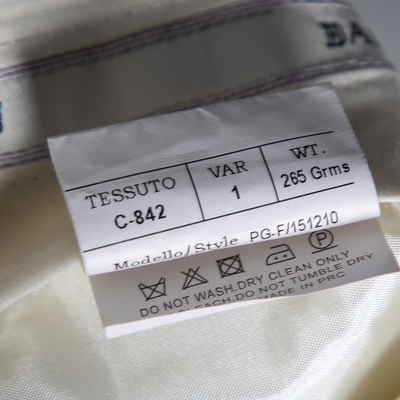 BA
TESSUTO VAR WT.
C-842 1 265 Grms
Modello/Style PG-F/151210
P
DO NOT WASH.DRY CLEAN ONLY
BLEACH.DO NOT TUMBLE DRY
MADE IN PRC